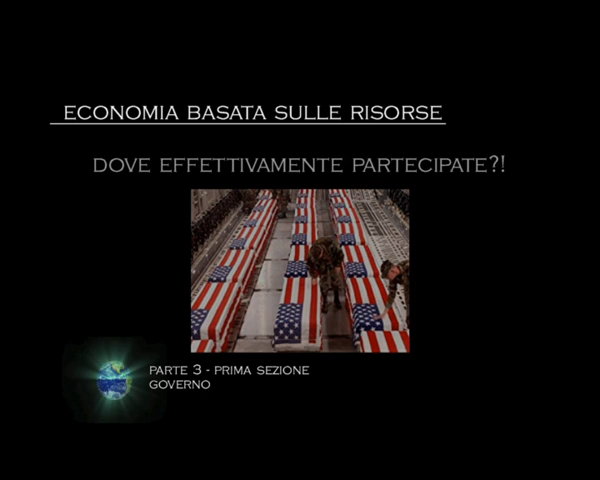 ECONOMIA BASATA SULLE RISORSE
DOVE EFFETTIVAMENTE PARTECIPATE?!
PARTE 3 - PRIMA SEZIONE
GOVERNO